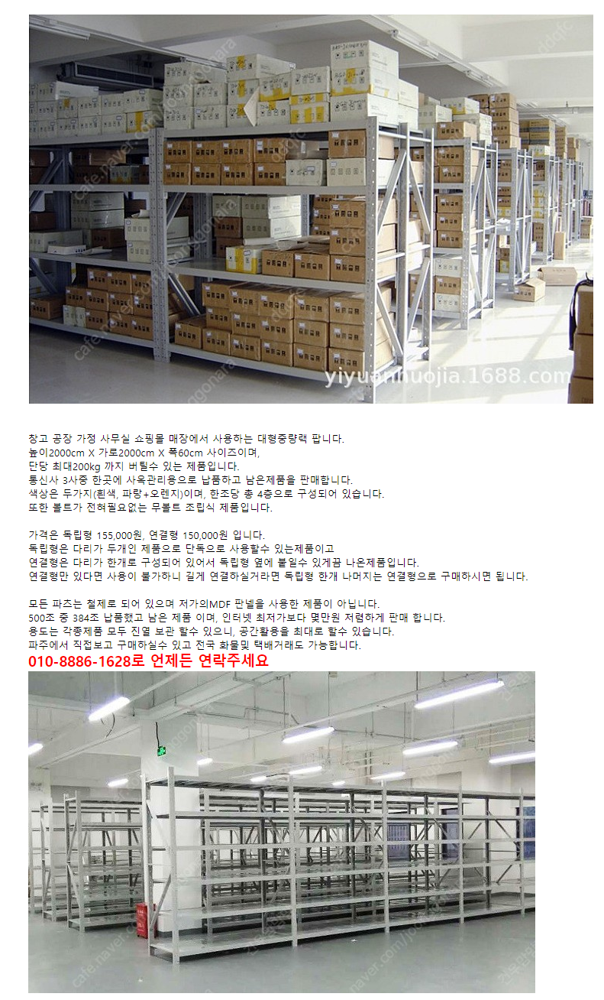 cafe.naver.com/joonggonara
ddqfc
yiyuanhuojia.1688.com
창고 공장 가정 사무실 쇼핑몰 매장에서 사용하는 대형중량랙 팝니다.
높이2000cm X 가로2000cm X 폭60cm 사이즈이며,
단당 최대200kg 까지 버틸수 있는 제품입니다.
통신사 3사중 한곳에 사옥관리용으로 납품하고 남은제품을 판매합니다.
색상은 두가지(흰색, 파랑+오렌지)이며, 한조당 총 4층으로 구성되어 있습니다.
또한 볼트가 전혀필요없는 무볼트 조립식 제품입니다.
가격은 독립형 155,000원, 연결형 150,000원 입니다.
독립형은 다리가 두개인 제품으로 단독으로 사용할수 있는제품이고
연결형은 다리가 한개로 구성되어 있어서 독립형 옆에 붙일수 있게끔 나온제품입니다.
연결형만 있다면 사용이 불가하니 길게 연결하실거라면 독립형 한개 나머지는 연결형으로 구매하시면 됩니다.
모든 파츠는 철제로 되어 있으며 저가의MDF 판넬을 사용한 제품이 아닙니다.
500조 중 384조 납품했고 남은 제품 이며, 인터넷 최저가보다 몇만원 저렴하게 판매 합니다.
용도는 각종제품 모두 진열 보관 할수 있으니, 공간활용을 최대로 할수 있습니다.
파주에서 직접보고 구매하실수 있고 전국 화물및 택배거래도 가능합니다.
010-8886-1628로 언제든 연락주세요
cafe.naver.com/joonggonara